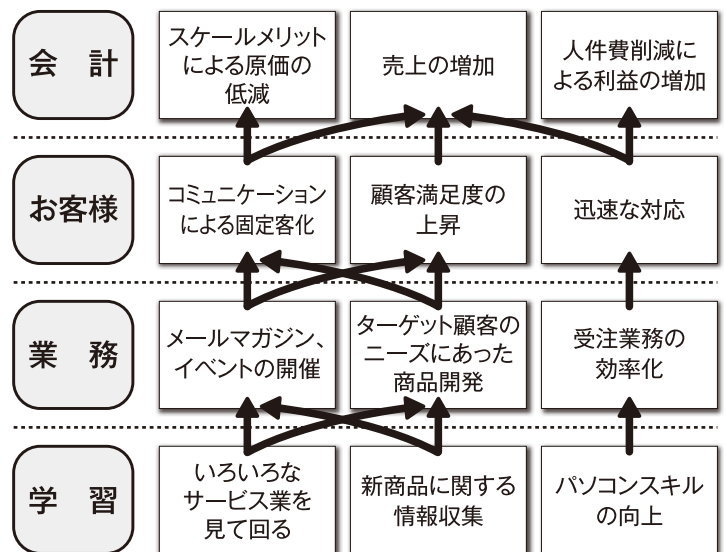 会　計
スケールメリット
による原価の
低減
売上の増加
人件費削減に
よる利益の増加
お客様
コミュニケーション
による固定客化
顧客満足度の
上昇
迅速な対応
業　務
メールマガジン、
イベントの開催
ターゲット顧客の
ニーズにあった
商品開発
受注業務の
効率化
学　習
いろいろな
サービス業を
見て回る
新商品に関する
情報収集
パソコンスキル
の向上